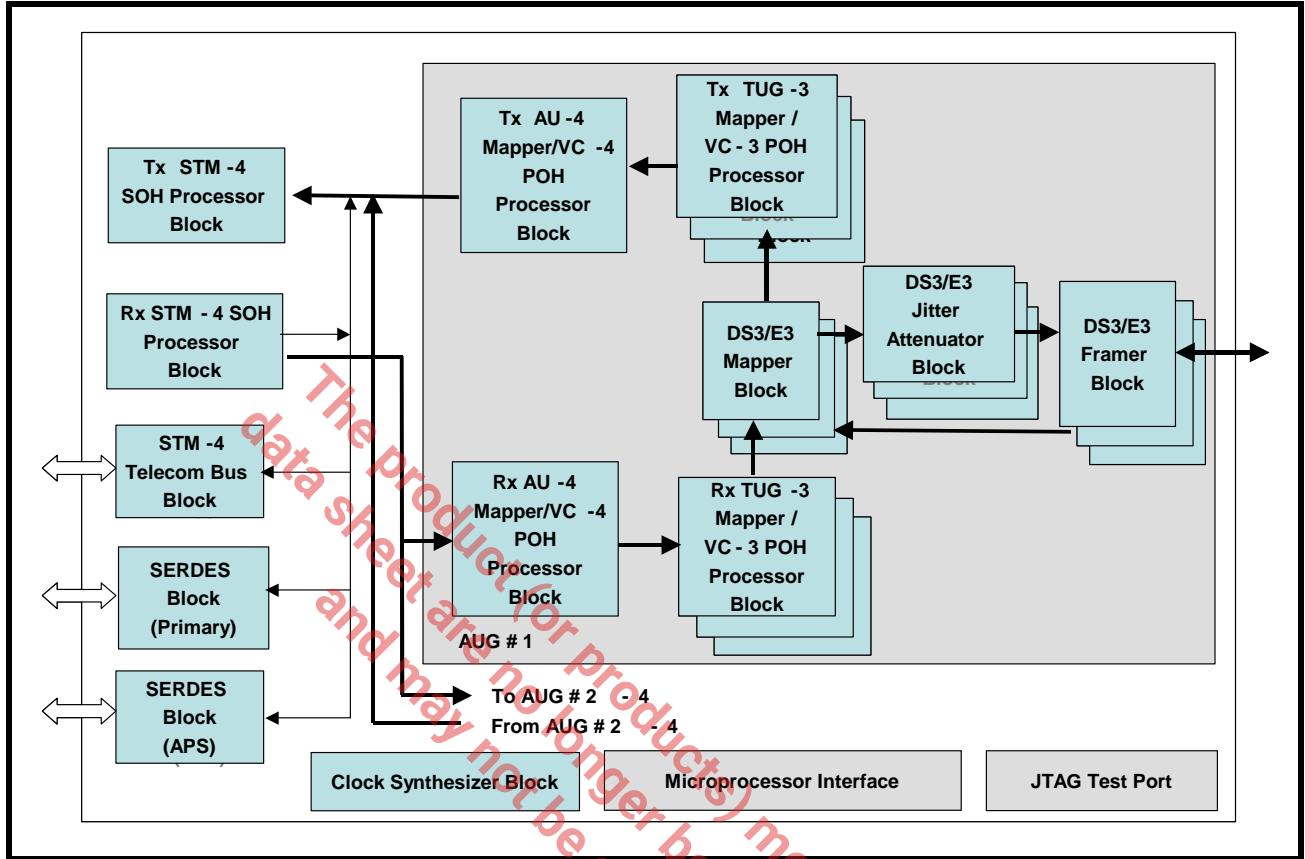 Tx STM -4
SOH Processor
Block
Rx STM - 4 SOH
Processor
Block
STM -4
Telecom Bus
Block
SERDES
Block
(Primary)
SERDES
Block
(APS)
Tx AU -4
Mapper/VC -4
POH
Processor
Block
Tx TUG -3
Mapper /
VC - 3 POH
Processor
Block
Block
Block
DS3/E3
Mapper
Block
DS3/E3
Jitter
Attenuator
Block
Block
DS3/E3
Framer
Block
Rx AU -4
Mapper/VC -4
POH
Processor
Block
Rx TUG -3
Mapper /
VC - 3 POH
Processor
Block
AUG # 1
To AUG # 2 - 4
From AUG # 2 - 4
Clock Synthesizer Block
Microprocessor Interface
JTAG Test Port
The product (or products)
data sheet are no longer
and may not be